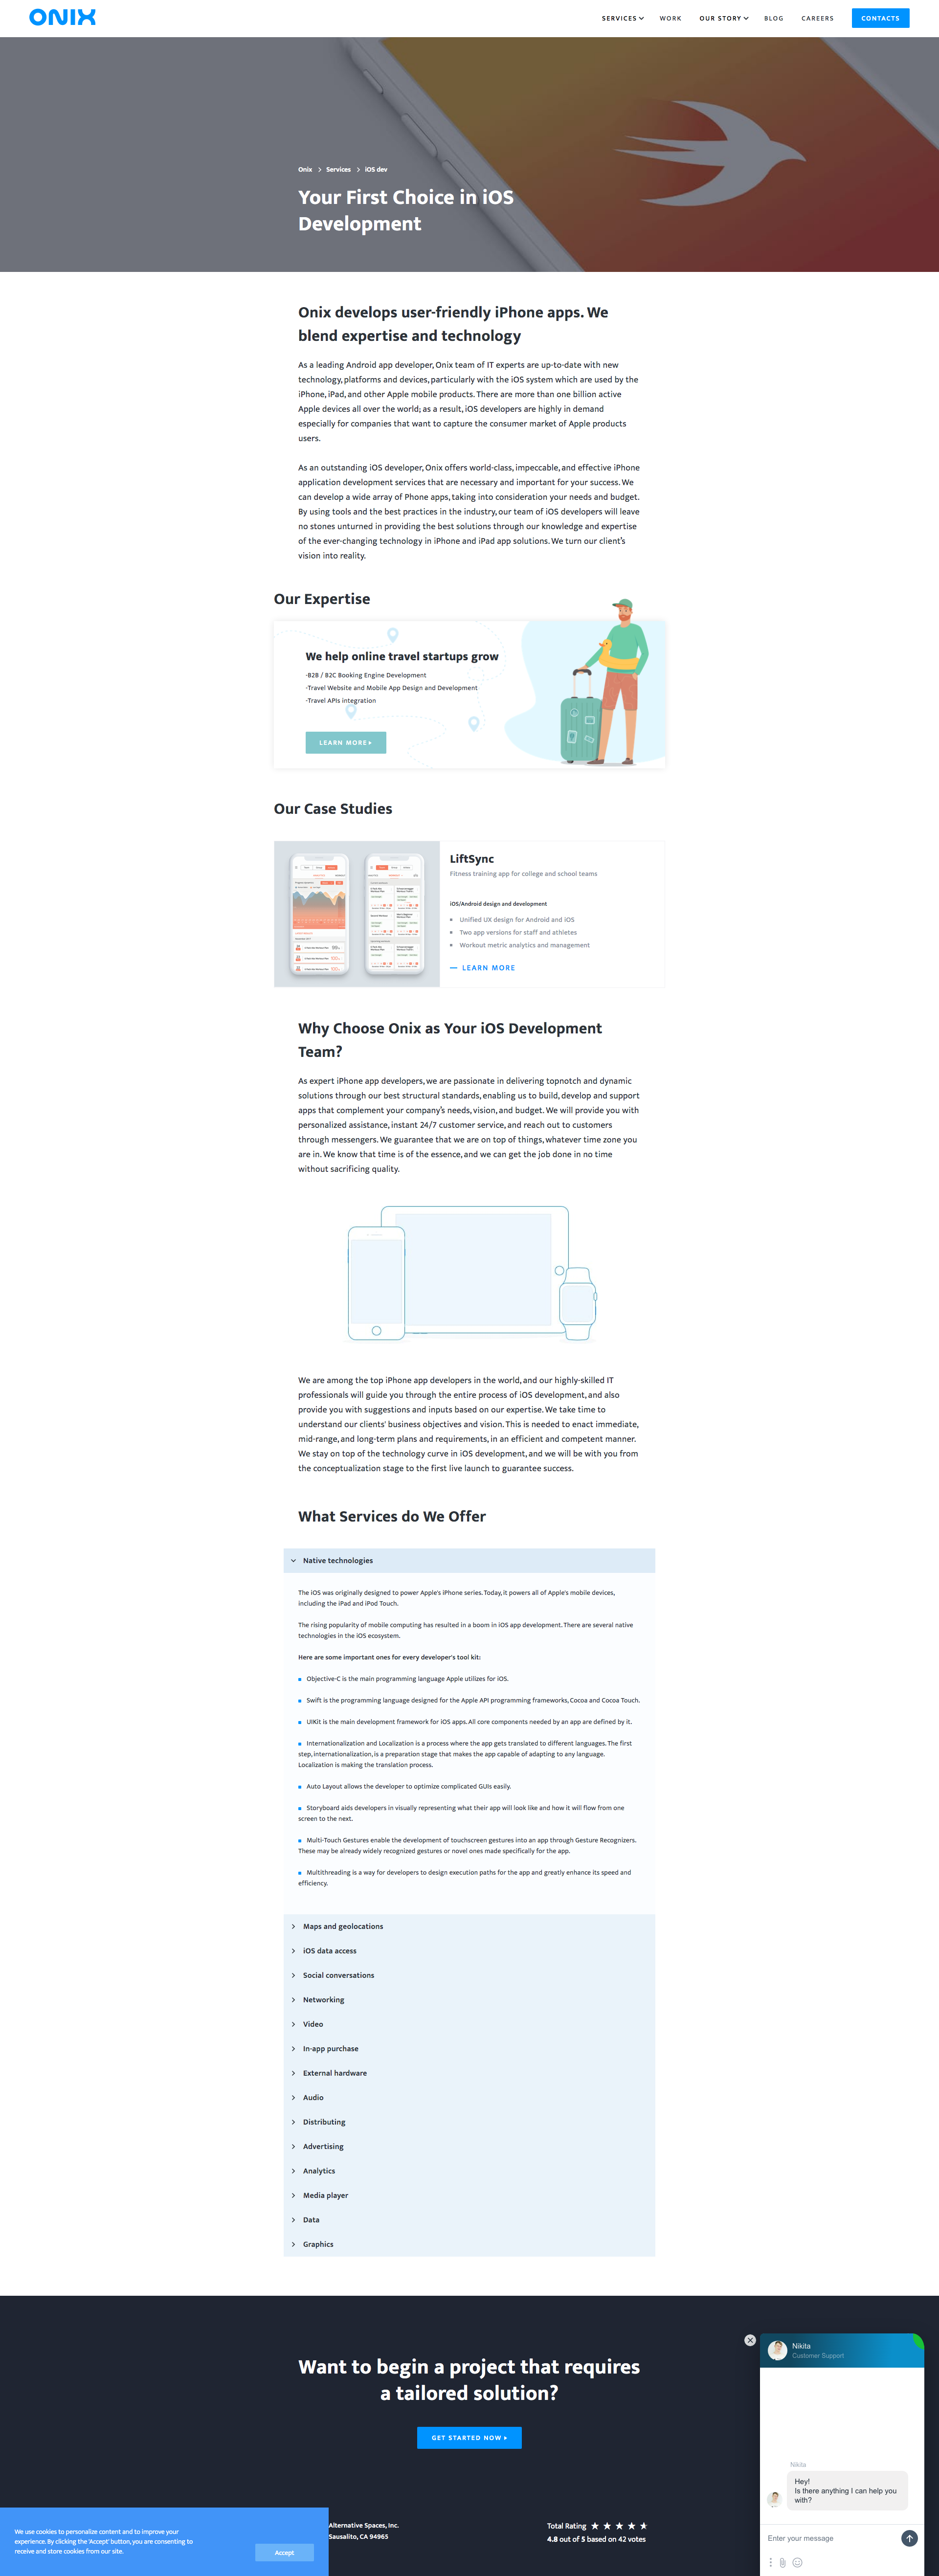 ONIX
SERVICES
WORK
OUR STORY
BLOG
CAREERS
CONTACTS
Onix > Services > iOS dev
Your First Choice in iOS
Development
Onix develops user-friendly iPhone apps. We
blend expertise and technology
As a leading Android app developer, Onix team of IT experts are up-to-date with new
technology, platforms and devices, particularly with the iOS system which are used by the
iPhone, iPad, and other Apple mobile products. There are more than one billion active
Apple devices all over the world; as a result, iOS developers are highly in demand
especially for companies that want to capture the consumer market of Apple products
users.
As an outstanding iOS developer, Onix offers world-class, impeccable, and effective iPhone
application development services that are necessary and important for your success. We
can develop a wide array of Phone apps, taking into consideration your needs and budget.
By using tools and the best practices in the industry, our team of iOS developers will leave
no stones unturned in providing the best solutions through our knowledge and expertise
of the ever-changing technology in iPhone and iPad app solutions. We turn our client's
vision into reality.
Our Expertise
We help online travel startups grow
·B2B / B2C Booking Engine Development
·Travel Website and Mobile App Design and Development
·Travel APIs integration
LEARN MORE
Our Case Studies
LiftSync
Fitness training app for college and school teams
iOS/Android design and development
Unified UX design for Android and iOS
Two app versions for staff and athletes
Workout metric analytics and management
LEARN MORE
Why Choose Onix as Your iOS Development
Team?
As expert iPhone app developers, we are passionate in delivering topnotch and dynamic
solutions through our best structural standards, enabling us to build, develop and support
apps that complement your company's needs, vision, and budget. We will provide you with
personalized assistance, instant 24/7 customer service, and reach out to customers
through messengers. We guarantee that we are on top of things, whatever time zone you
are in. We know that time is of the essence, and we can get the job done in no time
without sacrificing quality.
We are among the top iPhone app developers in the world, and our highly-skilled IT
professionals will guide you through the entire process of iOS development, and also
provide you with suggestions and inputs based on our expertise. We take time to
understand our clients' business objectives and vision. This is needed to enact immediate,
mid-range, and long-term plans and requirements, in an efficient and competent manner.
We stay on top of the technology curve in iOS development, and we will be with you from
the conceptualization stage to the first live launch to guarantee success.
What Services do We Offer
Native technologies
The iOS was originally designed to power Apple's iPhone series. Today, it powers all of Apple's mobile devices,
including the iPad and iPod Touch.
The rising popularity of mobile computing has resulted in a boom in iOS app development. There are several native
technologies in the iOS ecosystem.
Here are some important ones for every developer's tool kit:
Objective-C is the main programming language Apple utilizes for iOS.
Swift is the programming language designed for the Apple API programming frameworks, Cocoa and Cocoa Touch.
UIKit is the main development framework for iOS apps. All core components needed by an app are defined by it.
Internationalization and Localization is a process where the app gets translated to different languages. The first
step, internationalization, is a preparation stage that makes the app capable of adapting to any language.
Localization is making the translation process.
Auto Layout allows the developer to optimize complicated GUIs easily.
Storyboard aids developers in visually representing what their app will look like and how it will flow from one
screen to the next.
Multi-Touch Gestures enable the development of touchscreen gestures into an app through Gesture Recognizers.
These may be already widely recognized gestures or novel ones made specifically for the app.
Multithreading is a way for developers to design execution paths for the app and greatly enhance its speed and
efficiency.
Maps and geolocations
iOS data access
Social conversations
Networking
Video
In-app purchase
External hardware
Audio
Distributing
Advertising
Analytics
Media player
Data
Graphics
Want to begin a project that requires
a tailored solution?
GET STARTED NOW
Nikita
Customer Support
Nikita
Hey!
Is there anything I can help you
with?
Enter your message
We use cookies to personalize content and to improve your
experience. By clicking the 'Accept' button, you are consenting to
receive and store cookies from our site.
Accept
Alternative Spaces, Inc.
Sausalito, CA 94965
Total Rating
4.8 out of 5 based on 42 votes